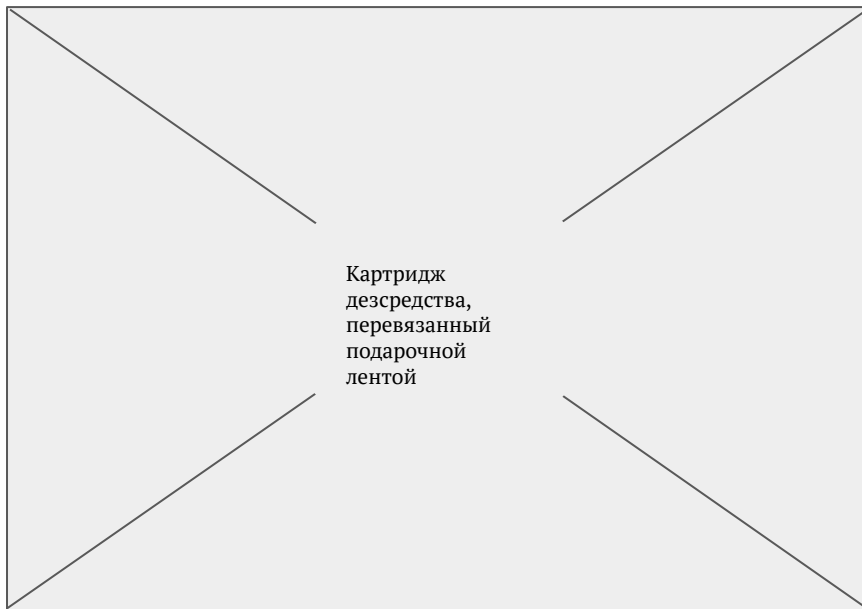 Картридж
дезсредства,
перевязанный
подарочной
лентой